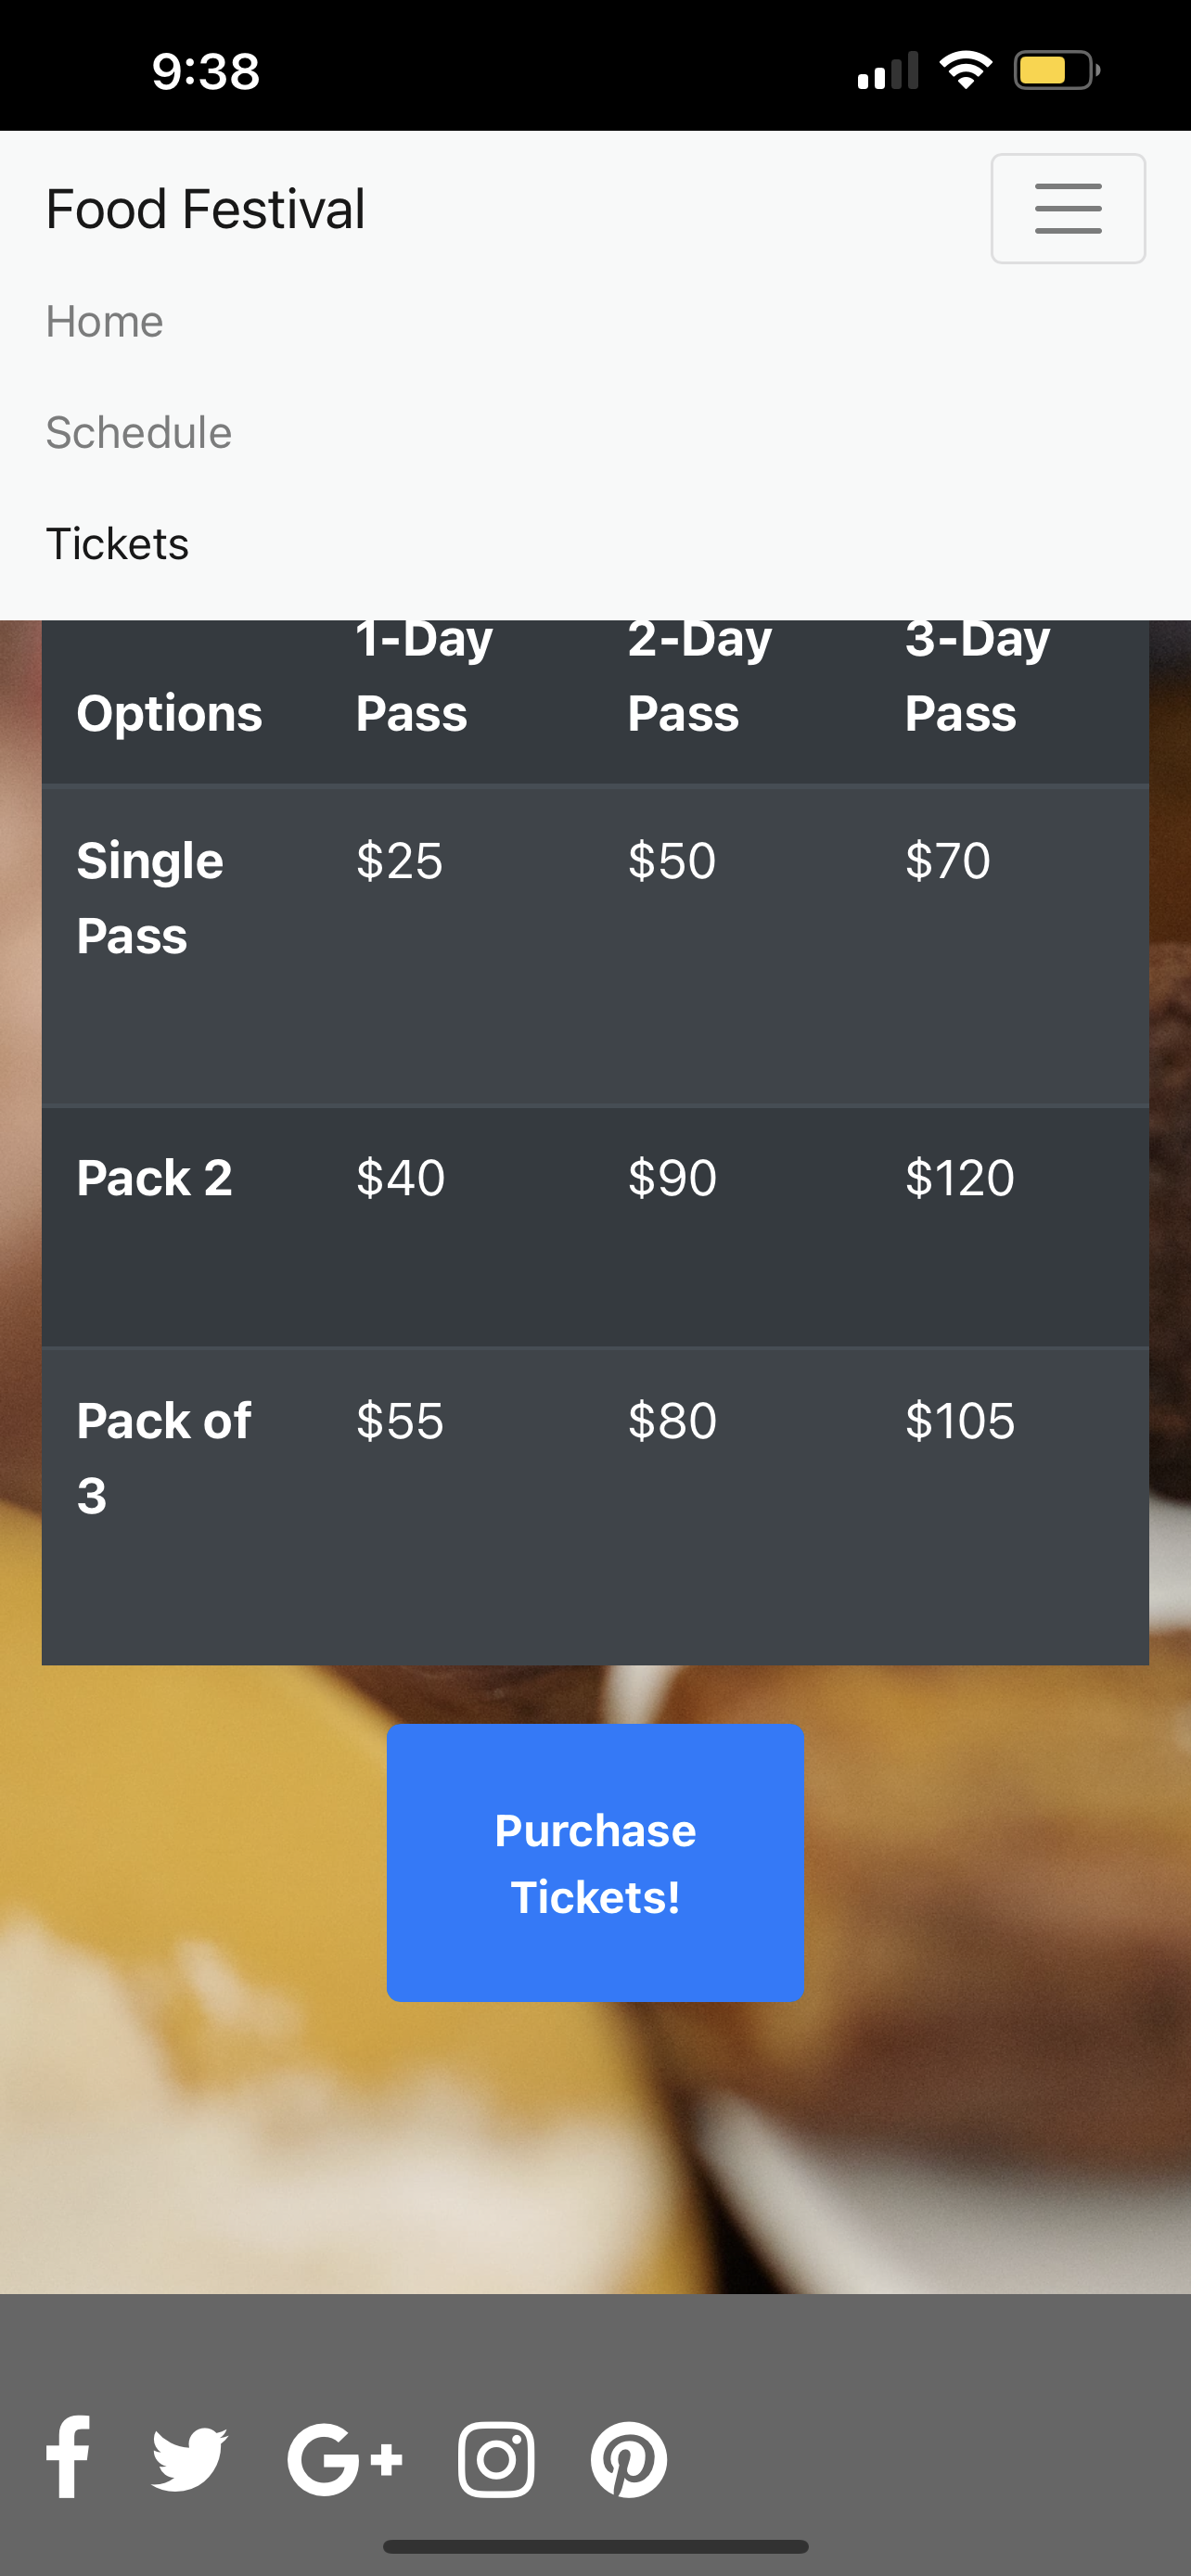 9:38
Food Festival
Home
Schedule
Tickets
1-Day 2-Day 3-Day
Options Pass Pass Pass
Single $25 $50 $70
Pass
Pack 2 $40 $90 $120
Pack of $55 $80 $105
3
Purchase
Tickets!